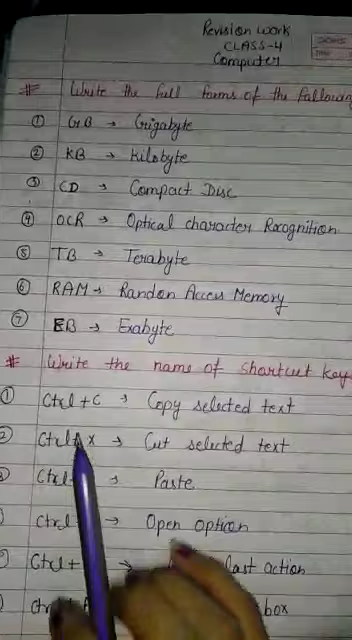 Revision work
CLASS-4
Computer
# Write the full forms of the following
① GB → Gigabyte
② KB → Kilobyte
③ CD → Compact Disc
④ OCR → Optical character Recognition
⑤ TB → Terabyte
⑥ RAM → Randon Access Memory
⑦ EB → Exabyte
# Write the name of shortcut key
① Ctrl + C → Copy selected text
② Ctrl + X → Cut selected text
Ctrl → Paste
Ctrl → Open option
Ctrl + → last action
box